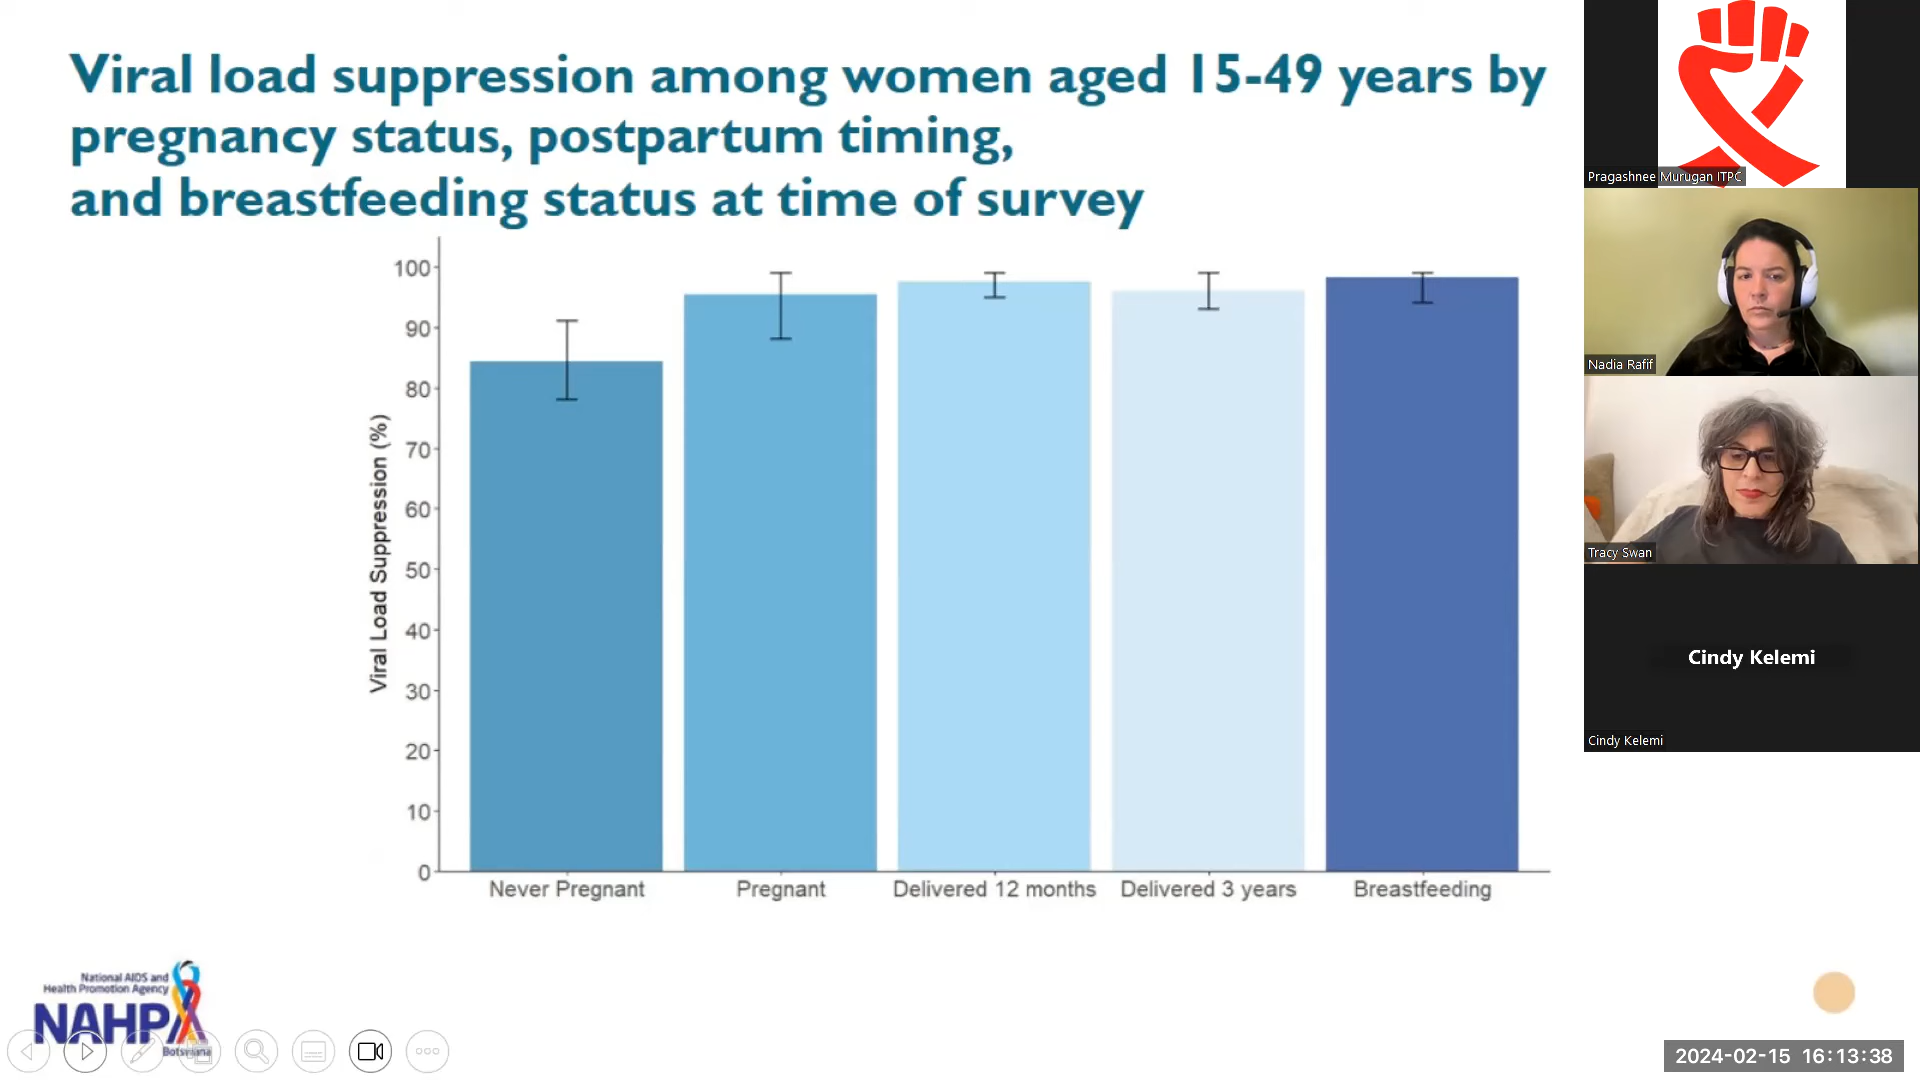 Viral load suppression among women aged 15-49 years by
pregnancy status, postpartum timing,
and breastfeeding status at time of survey
Viral Load Suppression (%)
100
90
80
70
60
50
40
30
20
10
0
Never Pregnant
Pregnant
Delivered 12 months
Delivered 3 years
Breastfeeding
National AIDS and
Health Promotion Agency
NAHPA
Botswana
Pragashnee Murugan ITPC
Nadia Rafif
Tracy Swan
Cindy Kelemi
Cindy Kelemi
2024-02-15 16:13:38